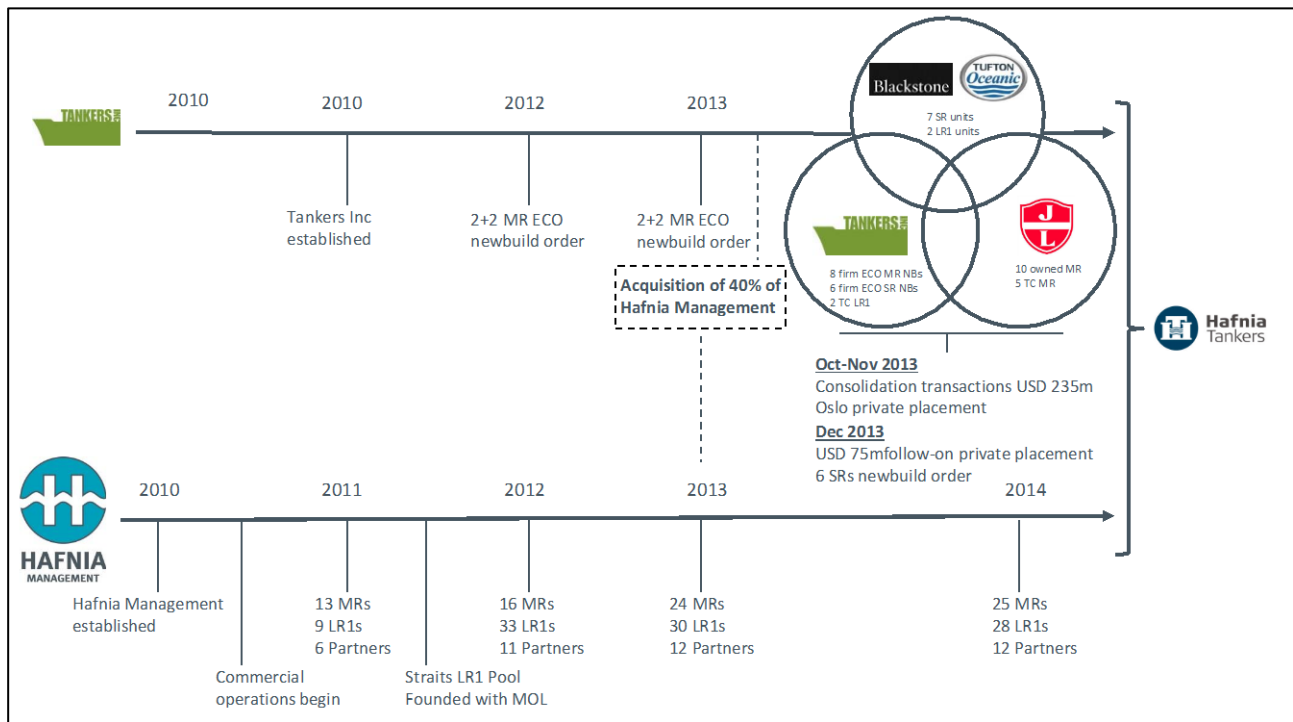 2010
2010
2012
2013
TANKERS INC
Tankers Inc
established
2+2 MR ECO
newbuild order
2+2 MR ECO
newbuild order
Acquisition of 40% of
Hafnia Management
Blackstone
TUFTON
Oceanic
7 SR units
2 LR1 units
TANKERS INC
8 firm ECO MR NBs
6 firm ECO SR NBs
2 TC LR1
J
L
10 owned MR
5 TC MR
Hafnia
Tankers
Oct-Nov 2013
Consolidation transactions USD 235m
Oslo private placement
Dec 2013
USD 75mfollow-on private placement
6 SRs newbuild order
HAFNIA
MANAGEMENT
2010
2011
2012
2013
2014
Hafnia Management
established
Commercial
operations begin
13 MRs
9 LR1s
6 Partners
Straits LR1 Pool
Founded with MOL
16 MRs
33 LR1s
11 Partners
24 MRs
30 LR1s
12 Partners
25 MRs
28 LR1s
12 Partners